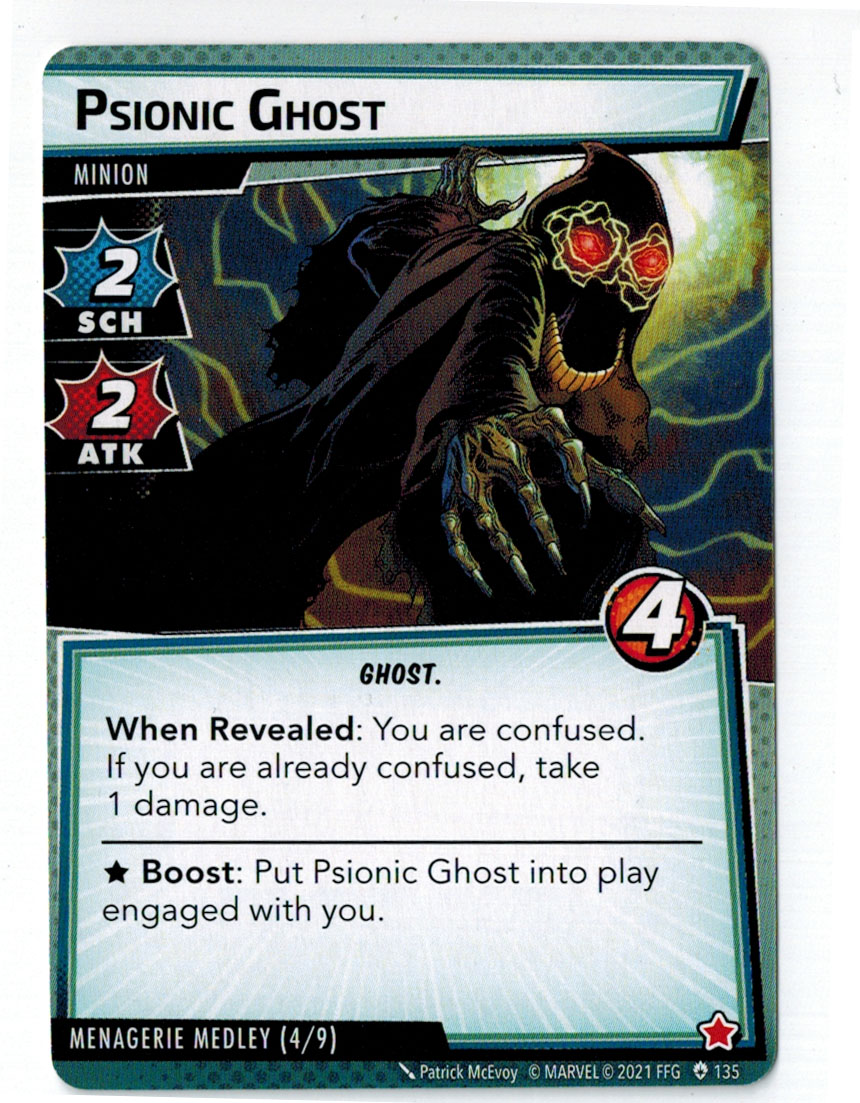 Psionic Ghost
MINION
2
SCH
2
ATK
4
GHOST.
When Revealed: You are confused.
If you are already confused, take
1 damage.
★ Boost: Put Psionic Ghost into play
engaged with you.
MENAGERIE MEDLEY (4/9)
Patrick McEvoy © MARVEL © 2021 FFG 135